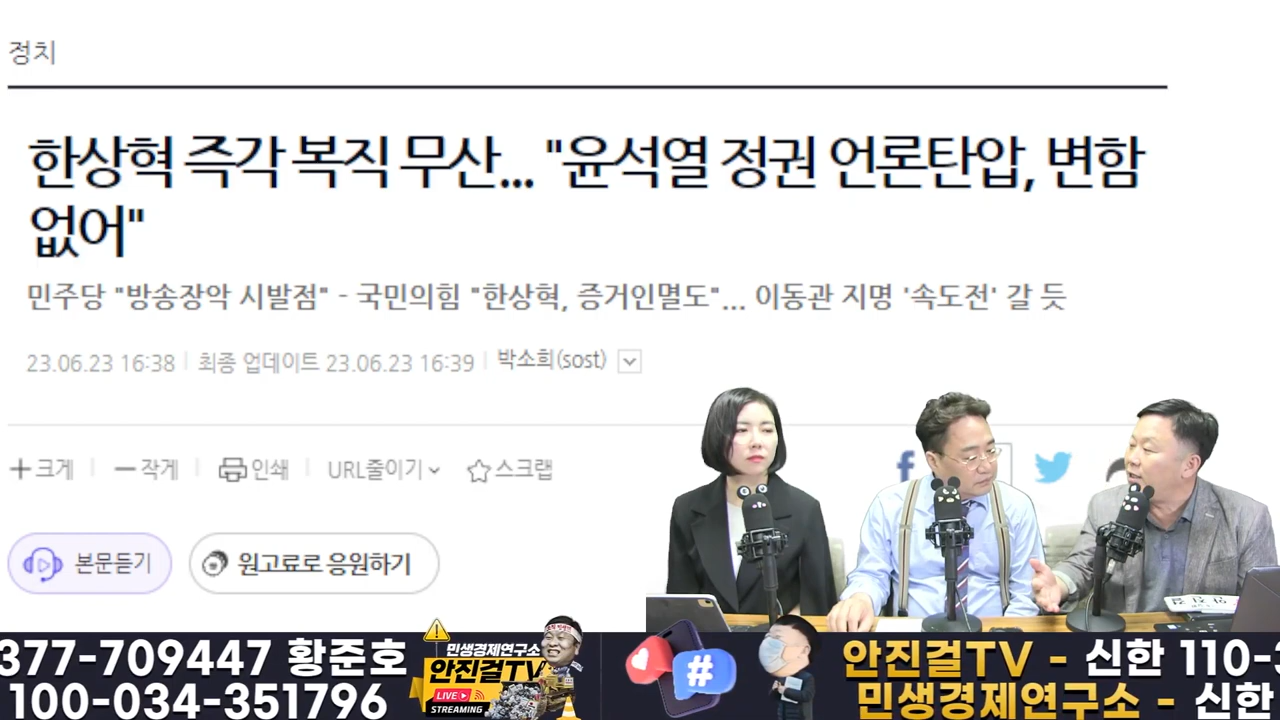 정치
한상혁 즉각 복직 무산... "윤석열 정권 언론탄압, 변함
없어"
민주당 "방송장악 시발점" - 국민의힘 "한상혁, 증거인멸도"... 이동관 지명 '속도전' 갈 듯
23.06.23 16:38 | 최종 업데이트 23.06.23 16:39 | 박소희(sost)
+크게 | -작게 | 인쇄 | URL줄이기 스크랩
본문듣기 원고료로 응원하기
377-709447 황준호
100-034-351796
민생경제연구소
안진걸TV
LIVE
STREAMING
#
안진걸TV - 신한 110-
민생경제연구소 - 신한